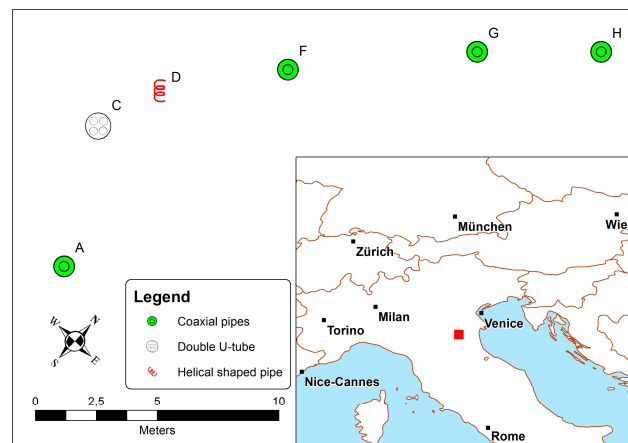 G
H
F
D
C
A
München
Wie
Zürich
Milan
Venice
Torino
Nice-Cannes
Rome
Legend
Coaxial pipes
Double U-tube
Helical shaped pipe
W
N
S
E
0 2,5 5 10
Meters